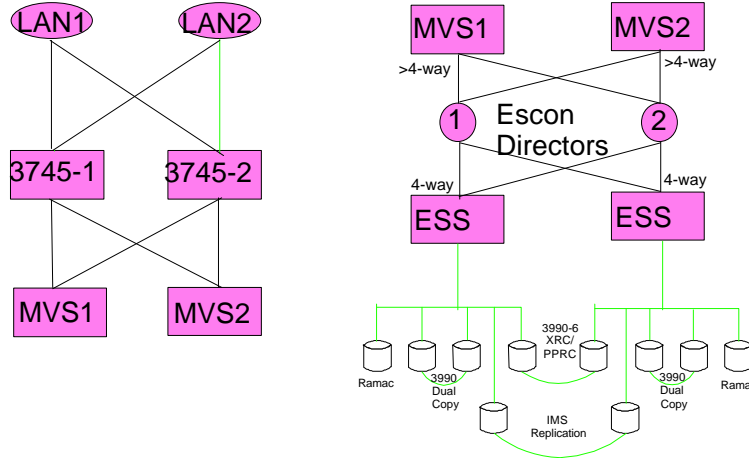 LAN1
LAN2
3745-1
3745-2
MVS1
MVS2
MVS1
MVS2
>4-way
>4-way
1
Escon
Directors
2
4-way
4-way
ESS
ESS
3990-6
XRC/
PPRC
Ramac
3990
Dual
Copy
3990
Dual
Copy
Rama
IMS
Replication